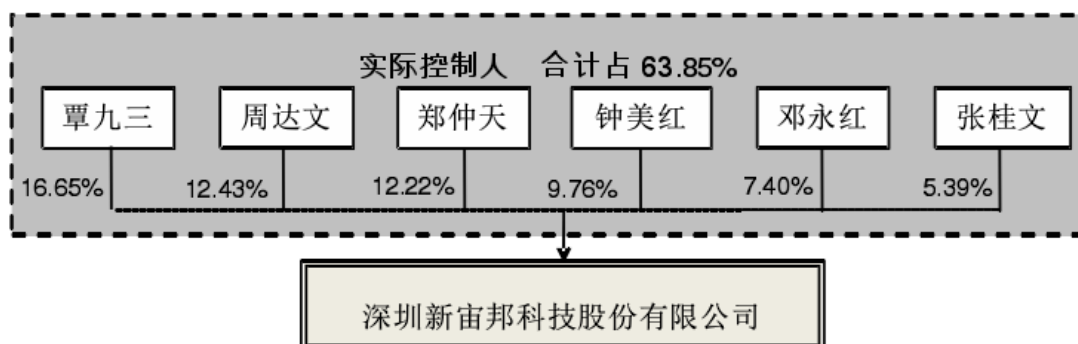 实际控制人 合计占 63.85%
覃九三 周达文 郑仲天 钟美红 邓永红 张桂文
16.65% 12.43% 12.22% 9.76% 7.40% 5.39%
深圳新宙邦科技股份有限公司